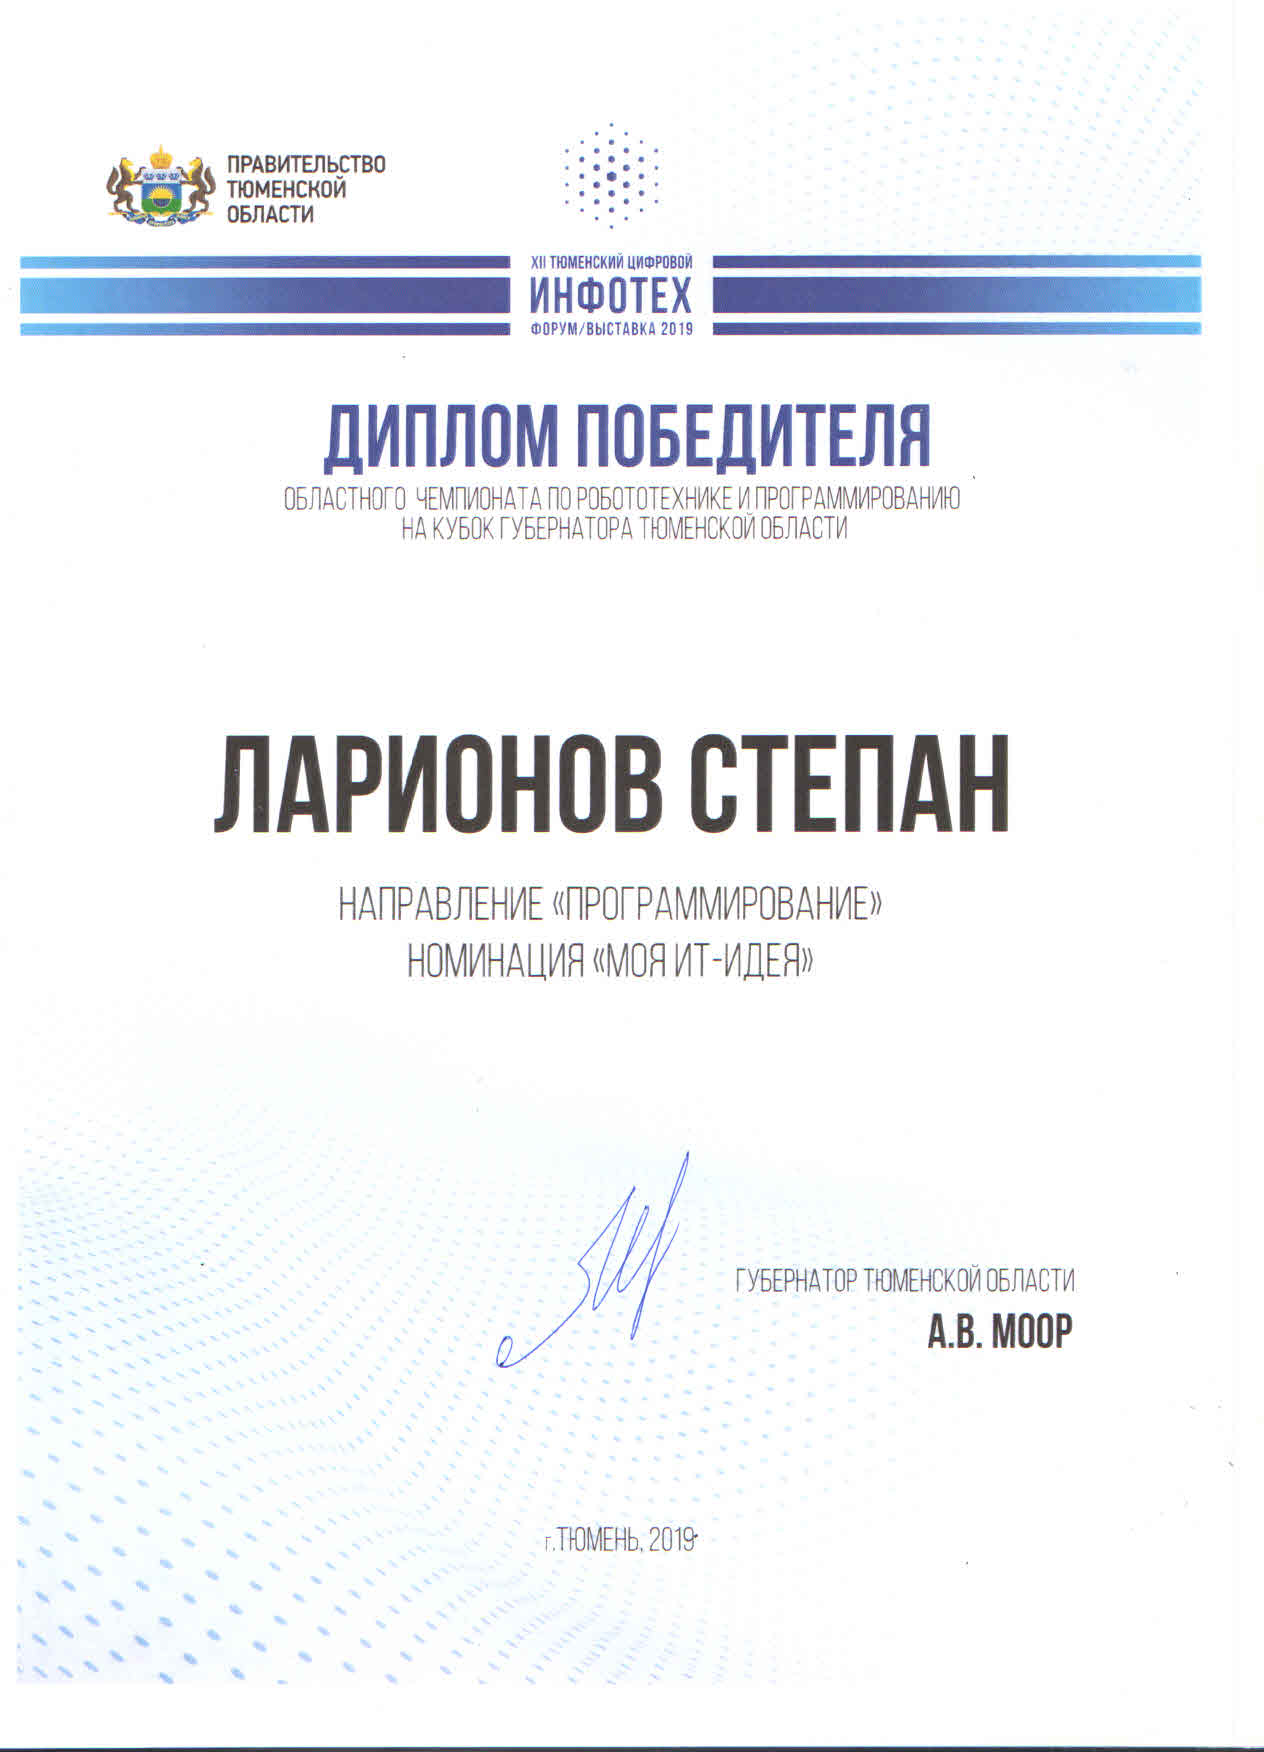 ПРАВИТЕЛЬСТВО
ТЮМЕНСКОЙ
ОБЛАСТИ
XII ТЮМЕНСКИЙ ЦИФРОВОЙ
ИНФОТЕХ
ФОРУМ/ВЫСТАВКА 2019
ДИПЛОМ ПОБЕДИТЕЛЯ
ОБЛАСТНОГО ЧЕМПИОНАТА ПО РОБОТОТЕХНИКЕ И ПРОГРАММИРОВАНИЮ
НА КУБОК ГУБЕРНАТОРА ТЮМЕНСКОЙ ОБЛАСТИ
ЛАРИОНОВ СТЕПАН
НАПРАВЛЕНИЕ «ПРОГРАММИРОВАНИЕ»
НОМИНАЦИЯ «МОЯ ИТ-ИДЕЯ»
ГУБЕРНАТОР ТЮМЕНСКОЙ ОБЛАСТИ
А.В. МООР
г.ТЮМЕНЬ, 2019